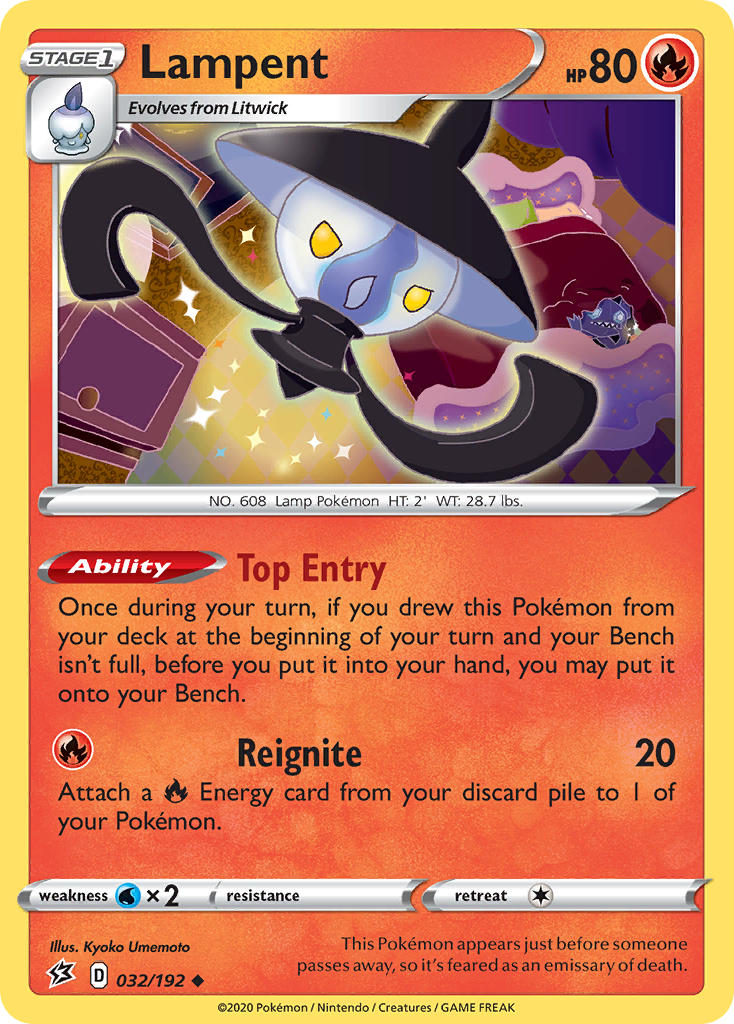 STAGE1
Lampent
HP80
Evolves from Litwick
NO. 608 Lamp Pokémon HT: 2' WT: 28.7 lbs.
Ability Top Entry
Once during your turn, if you drew this Pokémon from
your deck at the beginning of your turn and your Bench
isn't full, before you put it into your hand, you may put it
onto your Bench.
Reignite 20
Attach a Energy card from your discard pile to 1 of
your Pokémon.
weakness ×2 resistance retreat
Illus. Kyoko Umemoto
D 032/192
This Pokémon appears just before someone
passes away, so it's feared as an emissary of death.
©2020 Pokémon / Nintendo / Creatures / GAME FREAK